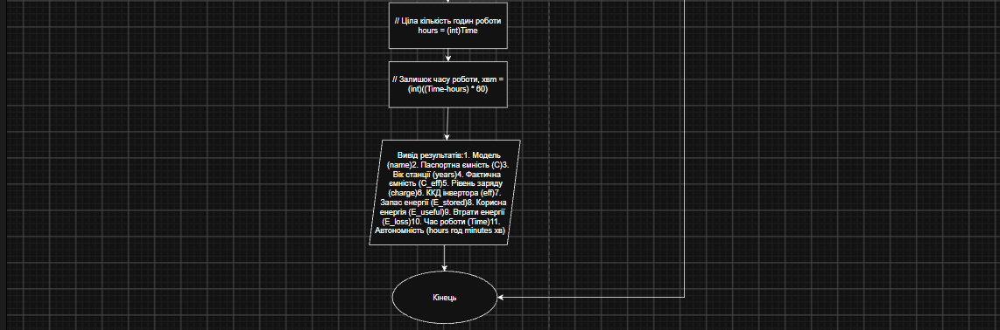 // Ціла кількість годин роботи
hours = (int)Time
// Залишок часу роботи, хвm =
(int)((Time-hours) * 60)
Вивід результатів:1. Модель
(name)2. Паспортна ємність (C)3.
Вік станції (years)4. Фактична
ємність (C_eff)5. Рівень заряду
(charge)6. ККД інвертора (eff)7.
Запас енергії (E_stored)8. Корисна
енергія (E_useful)9. Втрати енергії
(E_loss)10. Час роботи (Time)11.
Автономність (hours год minutes хв)
Кінець